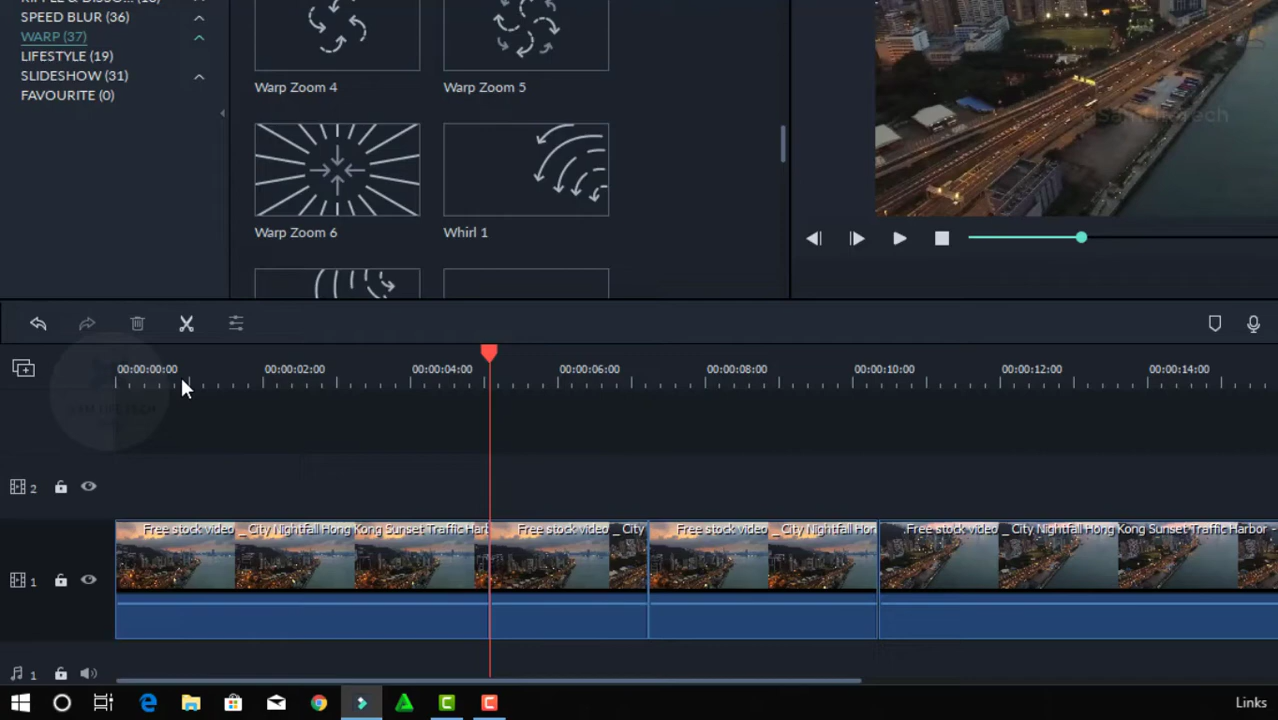 SPEED BLUR (36)
WARP (37)
LIFESTYLE (19)
SLIDESHOW (31)
FAVOURITE (0)
Warp Zoom 4
Warp Zoom 5
Warp Zoom 6
Whirl 1
00:00:00:00
00:00:02:00
00:00:04:00
00:00:06:00
00:00:08:00
00:00:10:00
00:00:12:00
00:00:14:00
2
Free stock video _ City Nightfall Hong Kong Sunset Traffic Harb
Free stock video _ City
Free stock video _ City Nightfall Hon
Free stock video _ City Nightfall Hong Kong Sunset Traffic Harbor -
1
1
Links